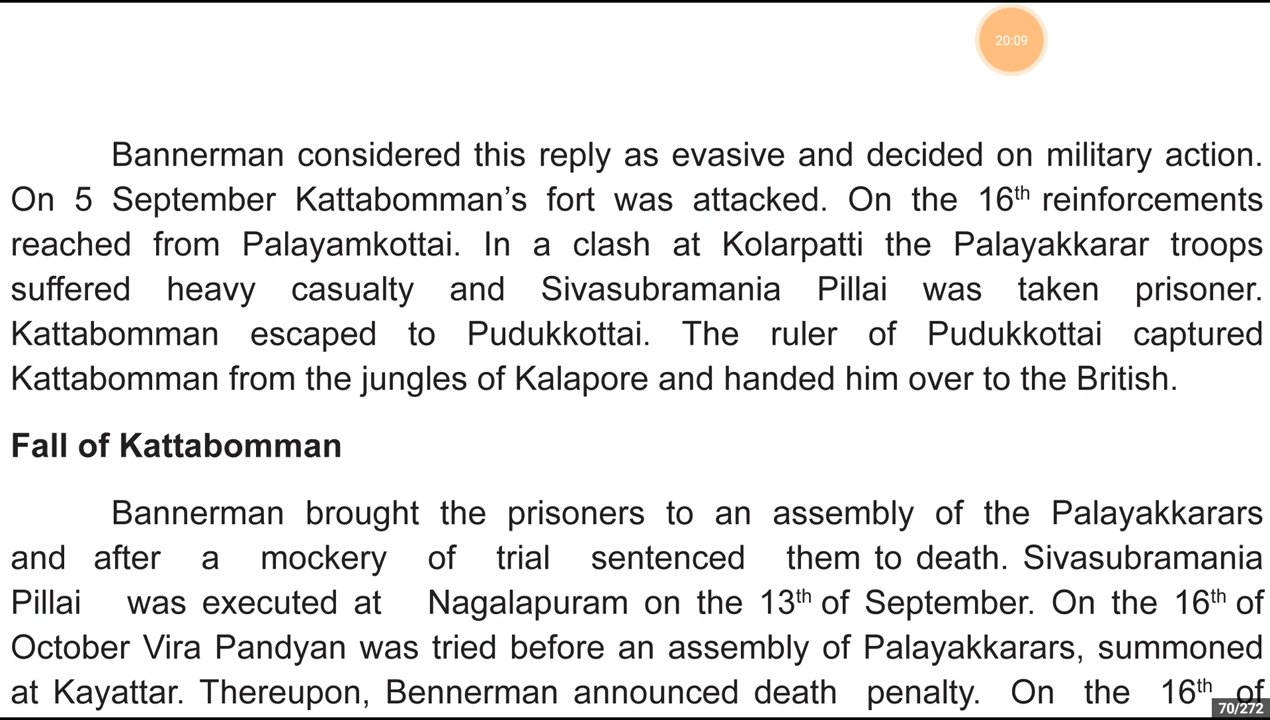 20:09
Bannerman considered this reply as evasive and decided on military action.
On 5 September Kattabomman’s fort was attacked. On the 16th reinforcements
reached from Palayamkottai. In a clash at Kolarpatti the Palayakkarar troops
suffered heavy casualty and Sivasubramania Pillai was taken prisoner.
Kattabomman escaped to Pudukkottai. The ruler of Pudukkottai captured
Kattabomman from the jungles of Kalapore and handed him over to the British.
Fall of Kattabomman
Bannerman brought the prisoners to an assembly of the Palayakkarars
and after a mockery of trial sentenced them to death. Sivasubramania
Pillai was executed at Nagalapuram on the 13th of September. On the 16th of
October Vira Pandyan was tried before an assembly of Palayakkarars, summoned
at Kayattar. Thereupon, Bennerman announced death penalty. On the 16th of
70/272